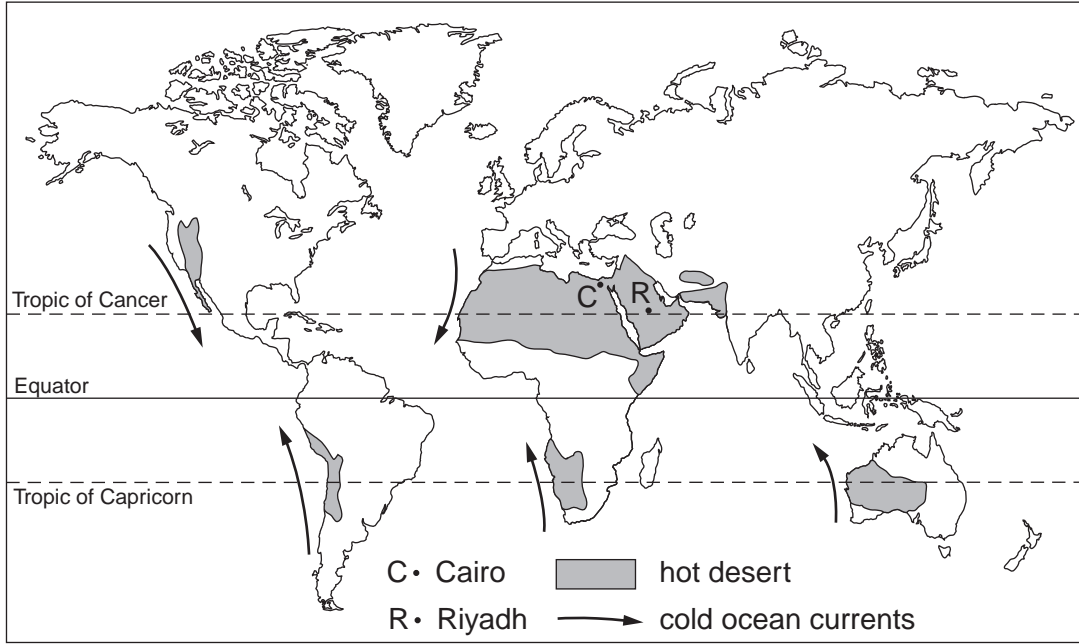 C
R
Tropic of Cancer
Equator
Tropic of Capricorn
C • Cairo
hot desert
R • Riyadh
cold ocean currents